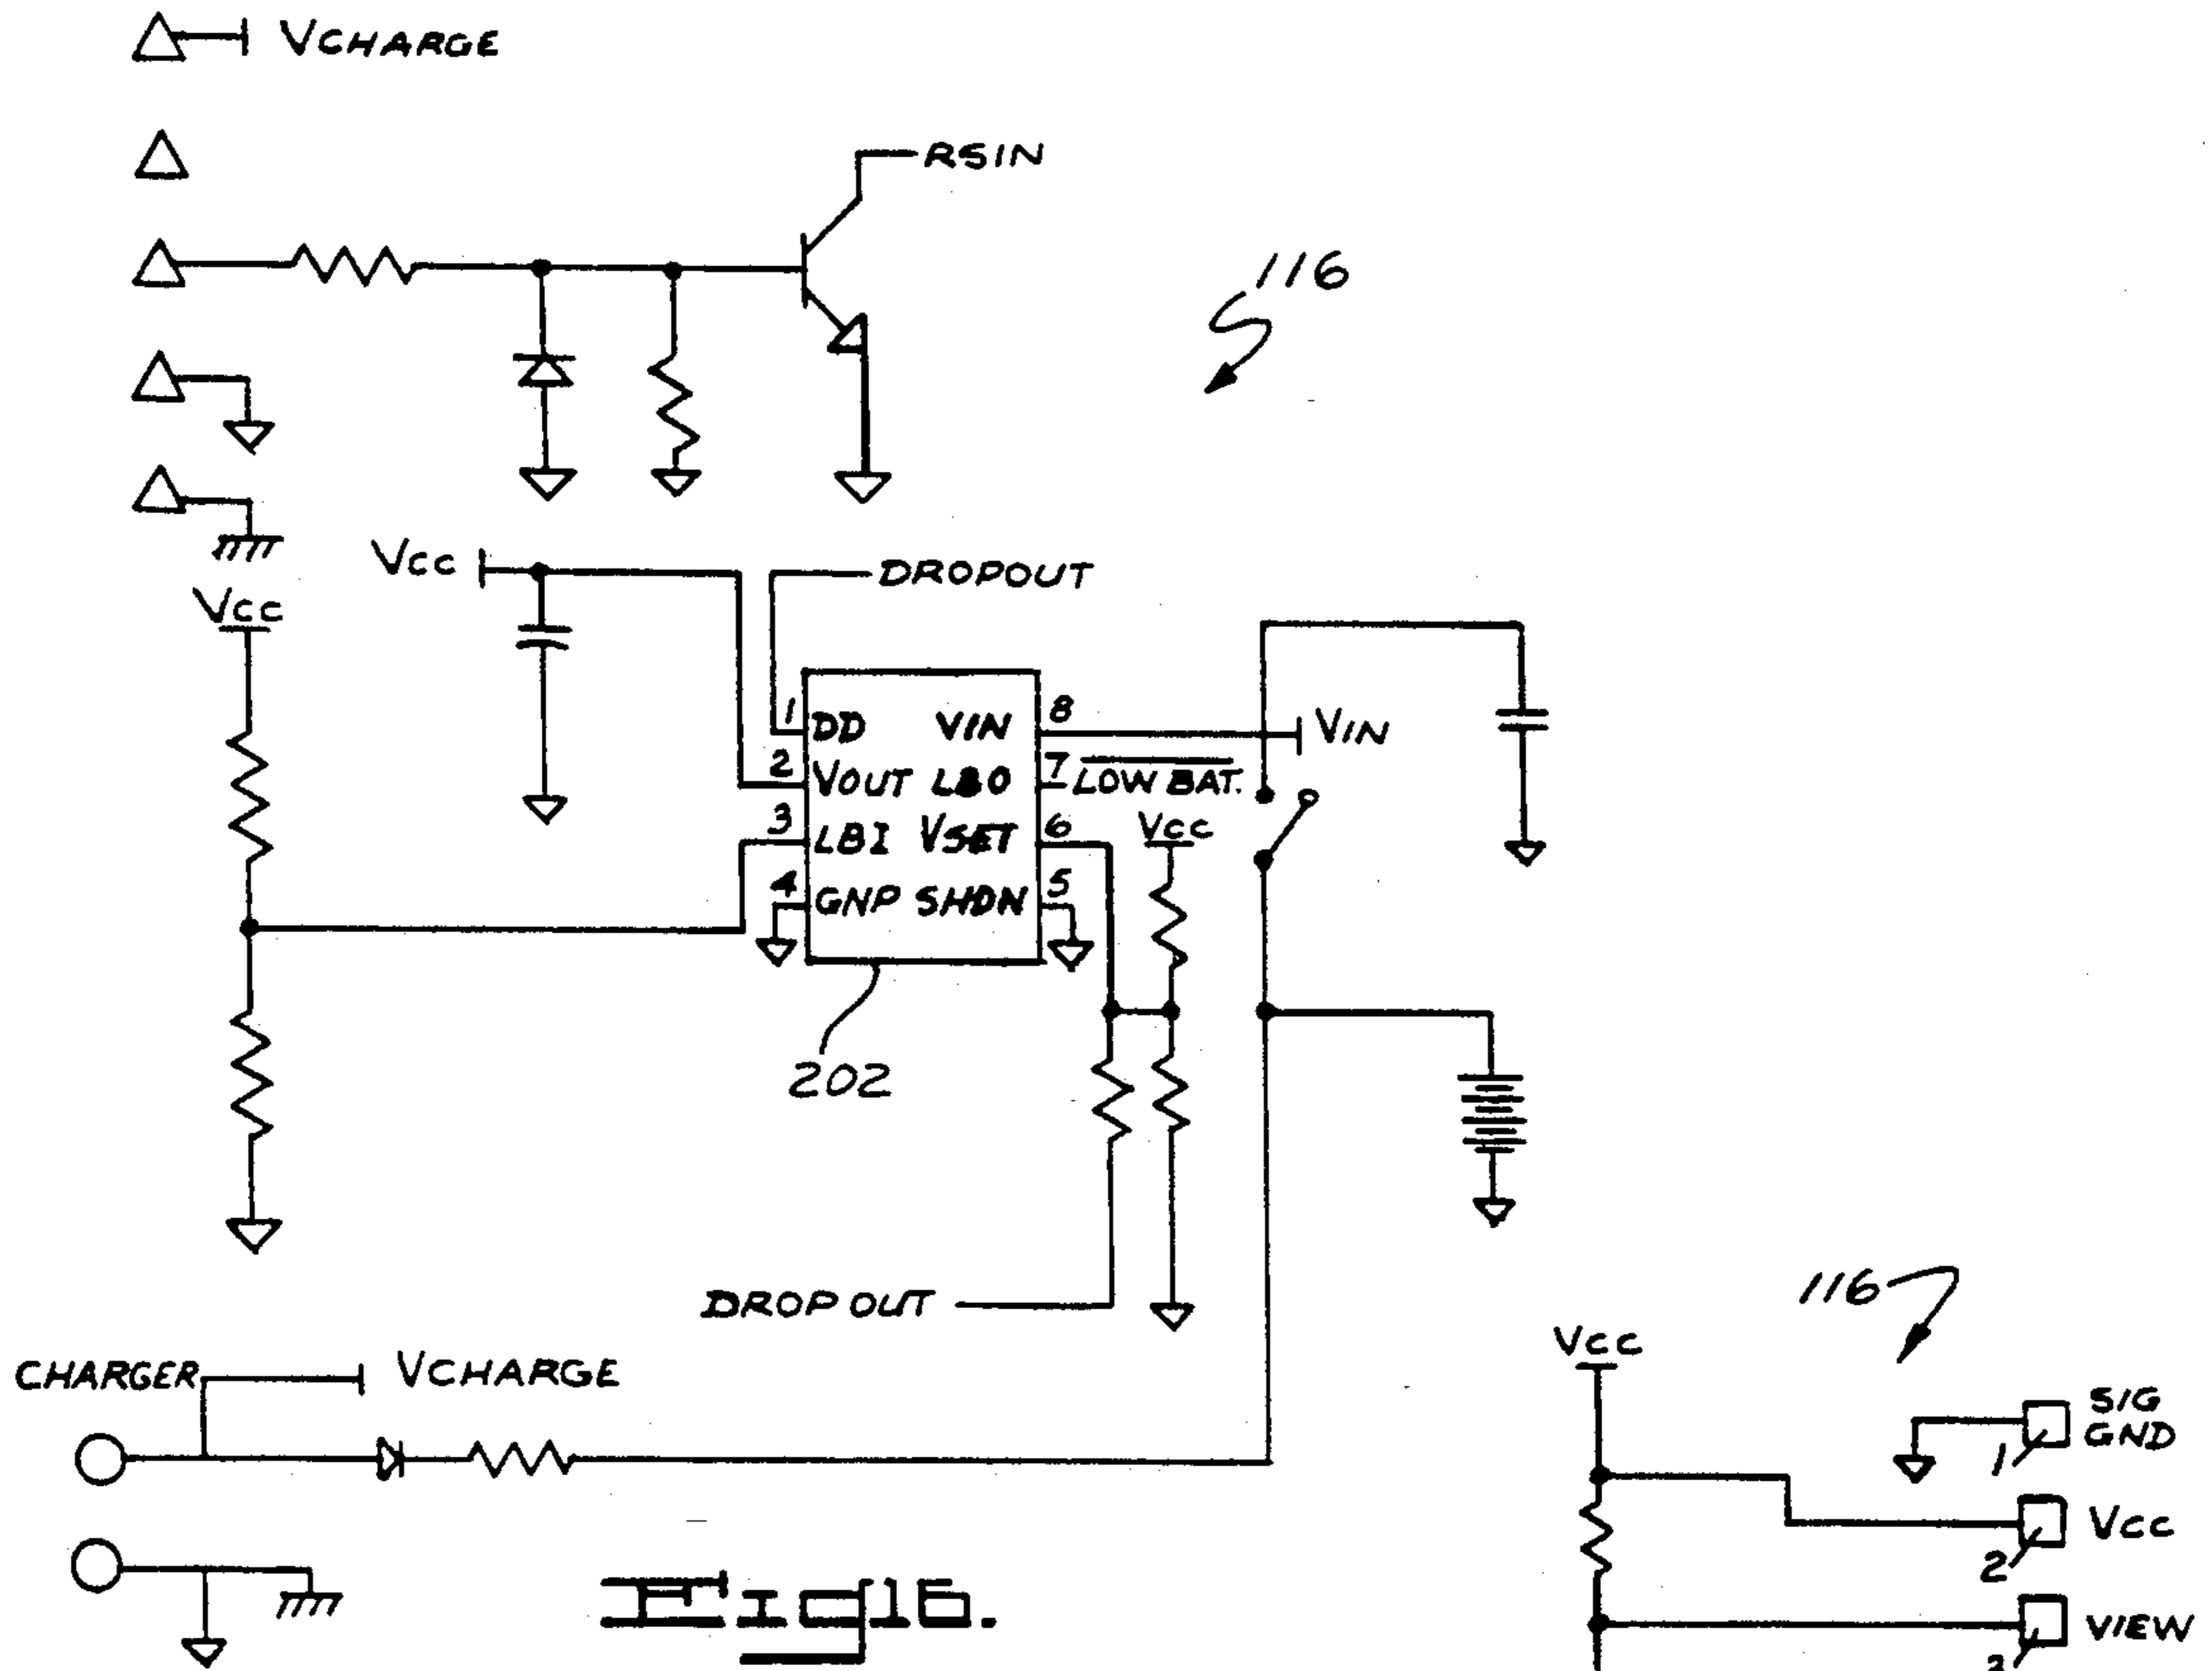 VCHARGE
RSIN
116
VCC
DROPOUT
VCC
1 DD VIN 8
VIN
2 VOUT LBO 7
LOW BAT.
3 LBI VSET 6
VCC
4 GNP SHDN 5
202
DROP OUT
116
VCC
CHARGER
VCHARGE
SIG
GND
1
VCC
2
VIEW
3
Fig16.